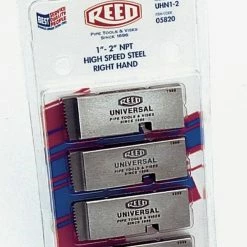 REED
PIPE TOOLS & VISES
SINCE 1896
UHN1-2
05820
1"- 2" NPT
HIGH SPEED STEEL
RIGHT HAND
REED
UNIVERSAL
PIPE TOOLS & VISES
SINCE 1896
REED
UNIVERSAL
PIPE TOOLS & VISES
SINCE 1896
REED
UNIVERSAL
PIPE TOOLS & VISES
SINCE 1896
REED